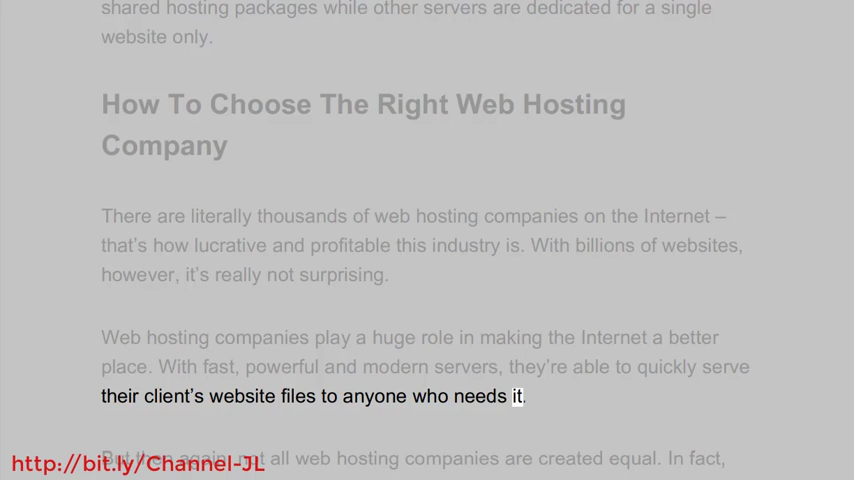 shared hosting packages while other servers are dedicated for a single
website only.
How To Choose The Right Web Hosting
Company
There are literally thousands of web hosting companies on the Internet –
that’s how lucrative and profitable this industry is. With billions of websites,
however, it’s really not surprising.
Web hosting companies play a huge role in making the Internet a better
place. With fast, powerful and modern servers, they’re able to quickly serve
their client’s website files to anyone who needs it.
But then again, not all web hosting companies are created equal. In fact,
http://bit.ly/Channel-JL